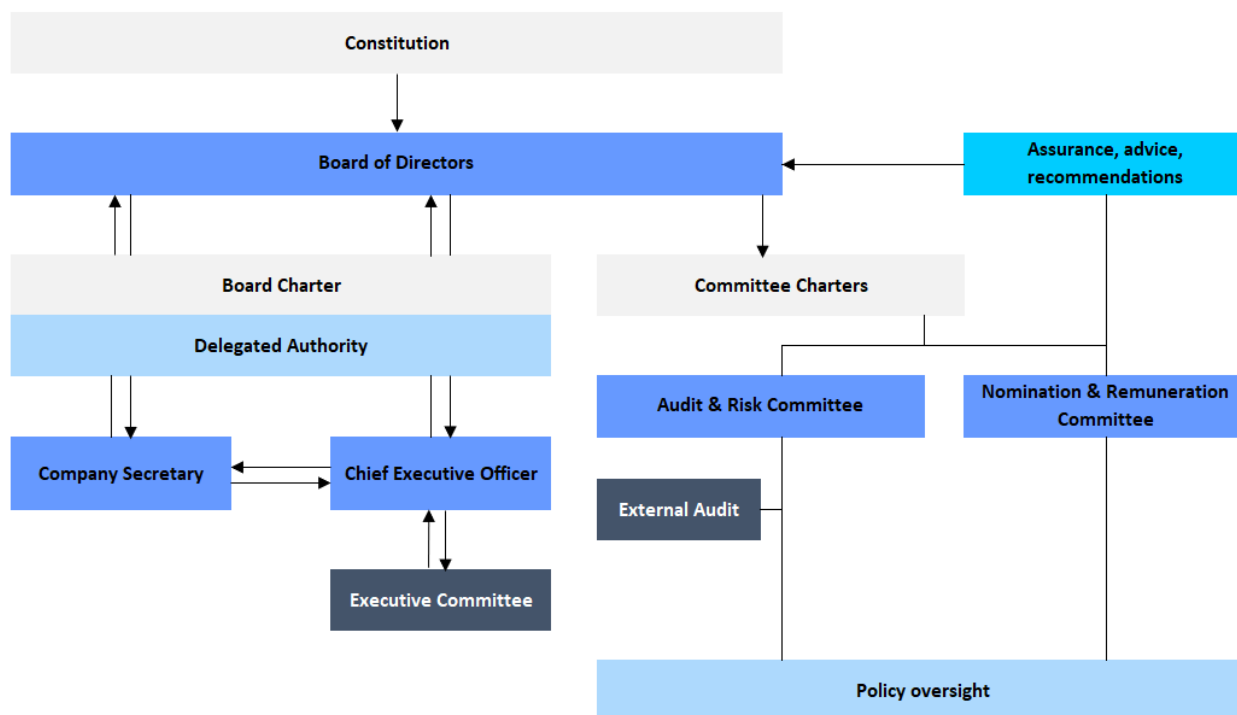 Constitution
Board of Directors
Assurance, advice,
recommendations
Board Charter
Committee Charters
Delegated Authority
Audit & Risk Committee
Nomination & Remuneration
Committee
Company Secretary
Chief Executive Officer
External Audit
Executive Committee
Policy oversight